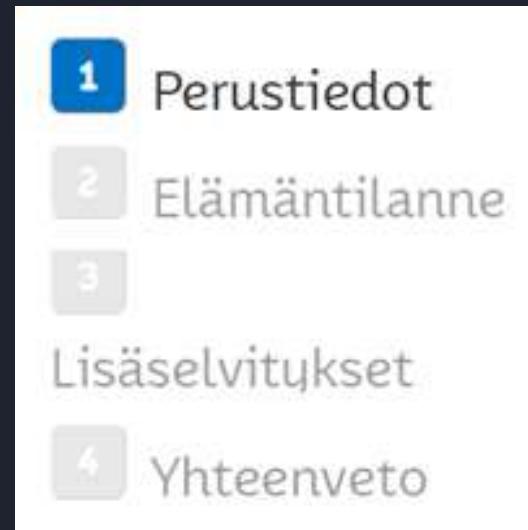 1 Perustiedot
2 Elämäntilanne
3
Lisäselvitykset
4 Yhteenveto